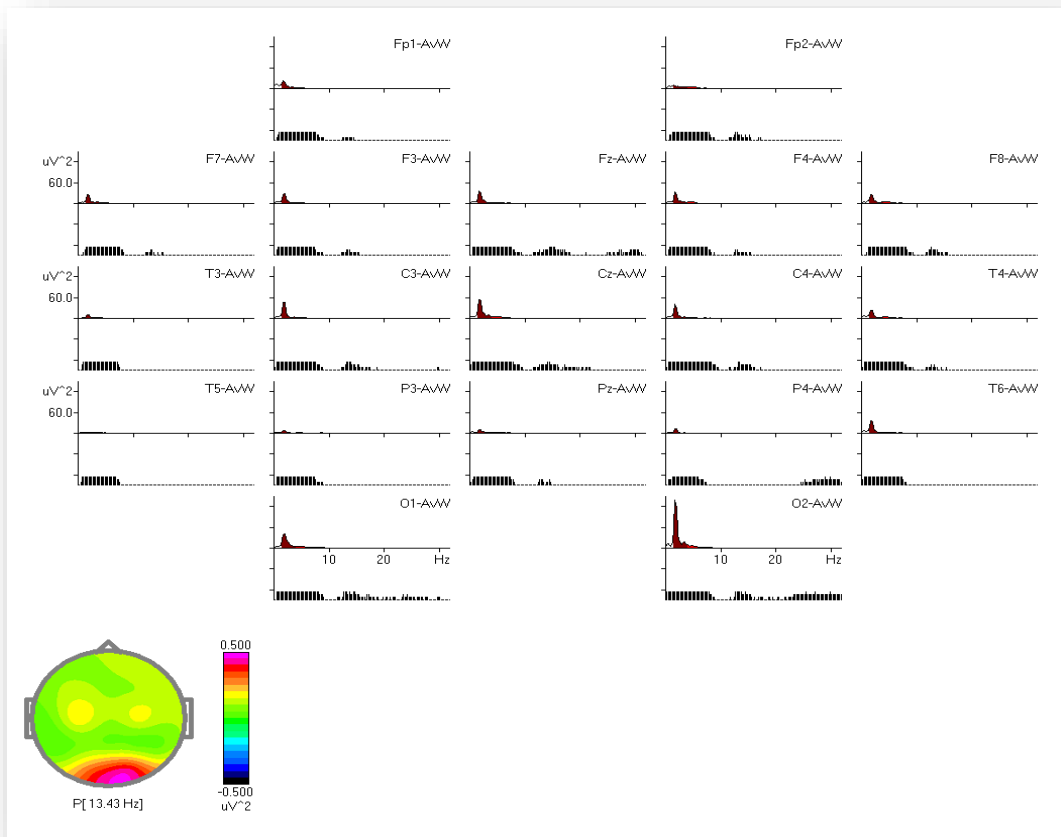 Fp1-AvW Fp2-AvW
uV^2 F7-AvW F3-AvW Fz-AvW F4-AvW F8-AvW
60.0
uV^2 T3-AvW C3-AvW Cz-AvW C4-AvW T4-AvW
60.0
uV^2 T5-AvW P3-AvW Pz-AvW P4-AvW T6-AvW
60.0
O1-AvW O2-AvW
10 20 Hz 10 20 Hz
0.500
-0.500
P[ 13.43 Hz] uV^2